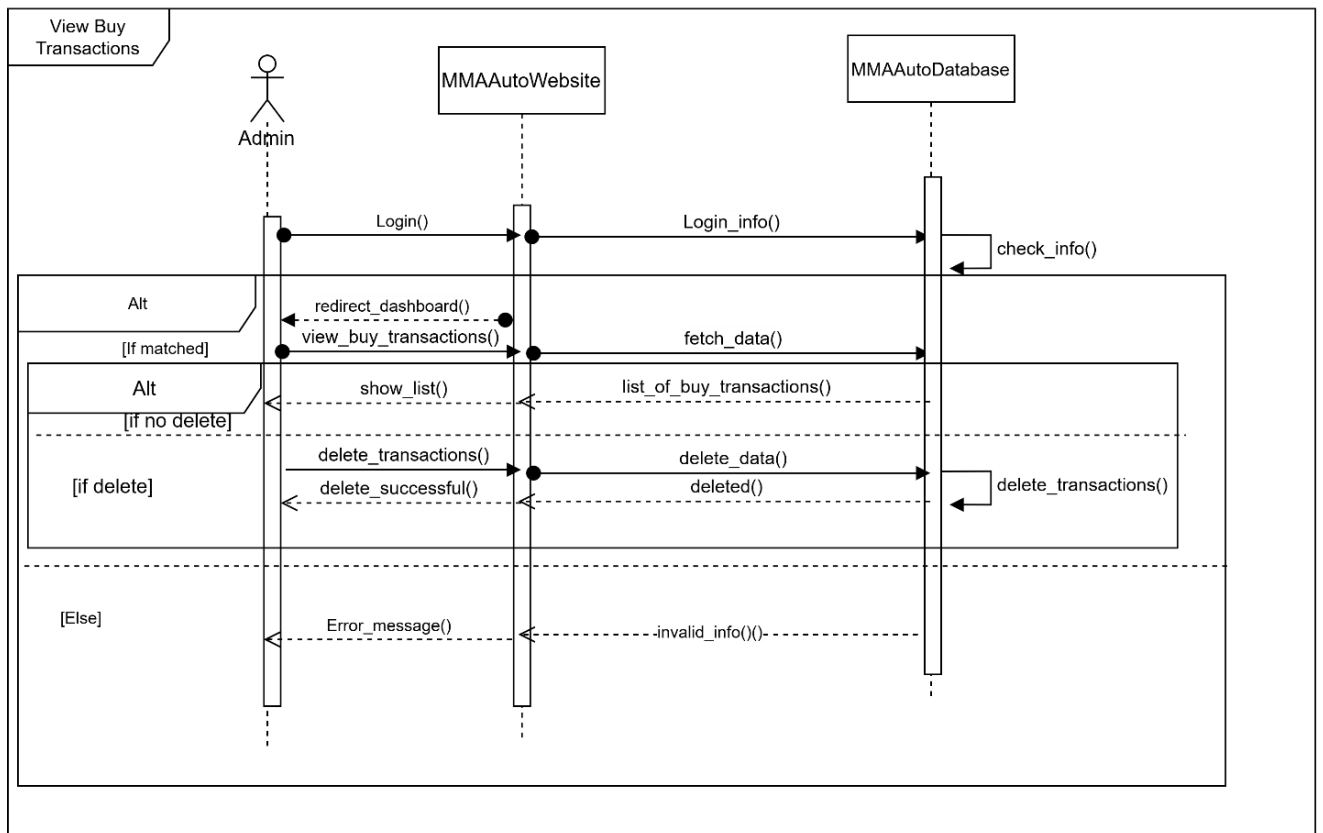 View Buy
Transactions
MMAAutoWebsite
MMAAutoDatabase
Admin
Login()
Login_info()
check_info()
Alt
redirect_dashboard()
[If matched]
view_buy_transactions()
fetch_data()
Alt
show_list()
list_of_buy_transactions()
[if no delete]
delete_transactions()
delete_data()
[if delete]
delete_successful()
deleted()
delete_transactions()
[Else]
Error_message()
invalid_info()()